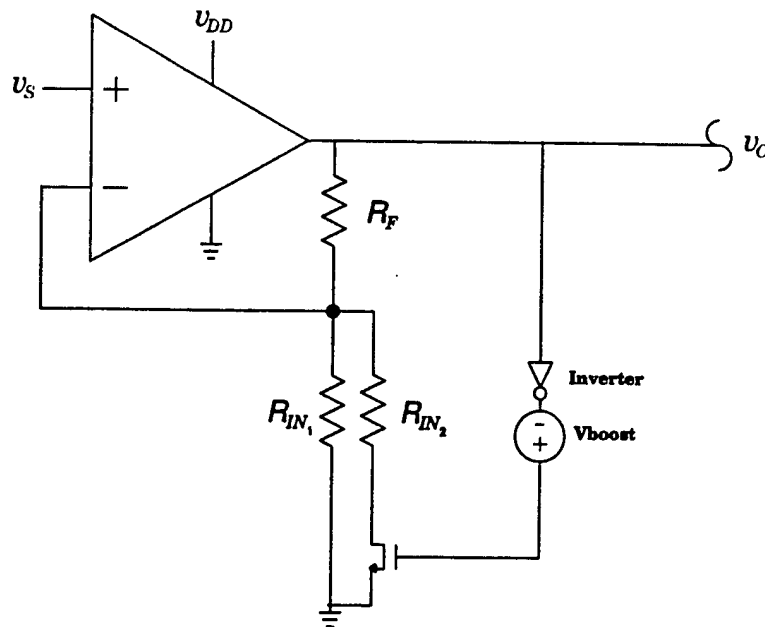 v_DD
v_S
+
−
v_O
R_F
Inverter
R_IN₁
R_IN₂
-
+
Vboost